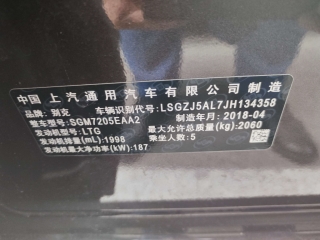 中国 上汽通用汽车有限公司制造
品牌: 别克 车辆识别代号: LSGZJ5AL7JH134358
整车型号: SGM7205EAA2 制造年月: 2018-04
发动机型号: LTG 最大允许总质量(kg): 2060
发动机排量(mL): 1998 乘坐人数: 5
发动机最大净功率(kW): 187